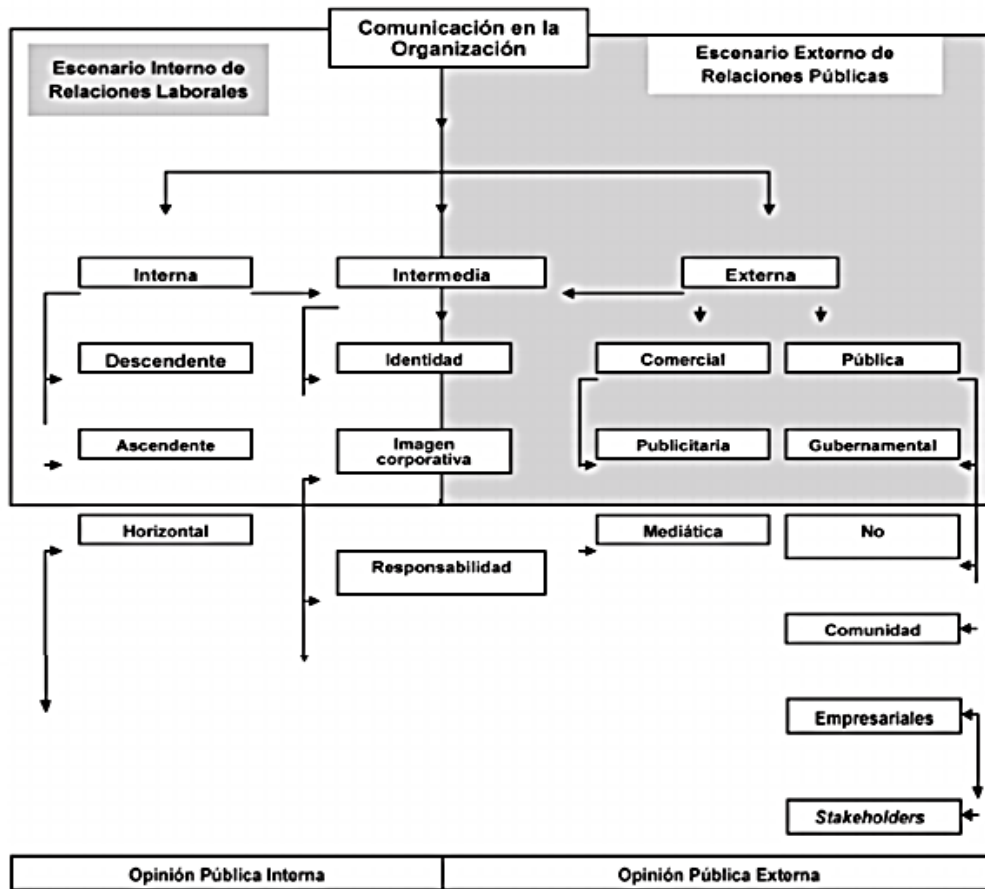 Comunicación en la
Organización
Escenario Interno de
Relaciones Laborales
Escenario Externo de
Relaciones Públicas
Interna
Intermedia
Externa
Descendente
Identidad
Comercial
Pública
Ascendente
Imagen
corporativa
Publicitaria
Gubernamental
Horizontal
Responsabilidad
Mediática
No
Comunidad
Empresariales
Stakeholders
Opinión Pública Interna
Opinión Pública Externa